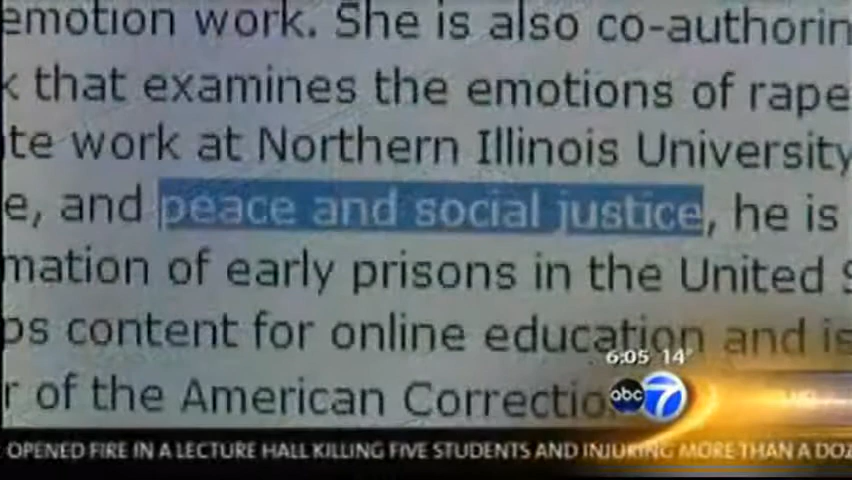 emotion work. She is also co-authorin
that examines the emotions of rape
te work at Northern Illinois University
e, and peace and social justice, he is
mation of early prisons in the United S
ps content for online education and is
r of the American Correctio
6:05 14°
abc 7
OPENED FIRE IN A LECTURE HALL KILLING FIVE STUDENTS AND INJURING MORE THAN A DOZ